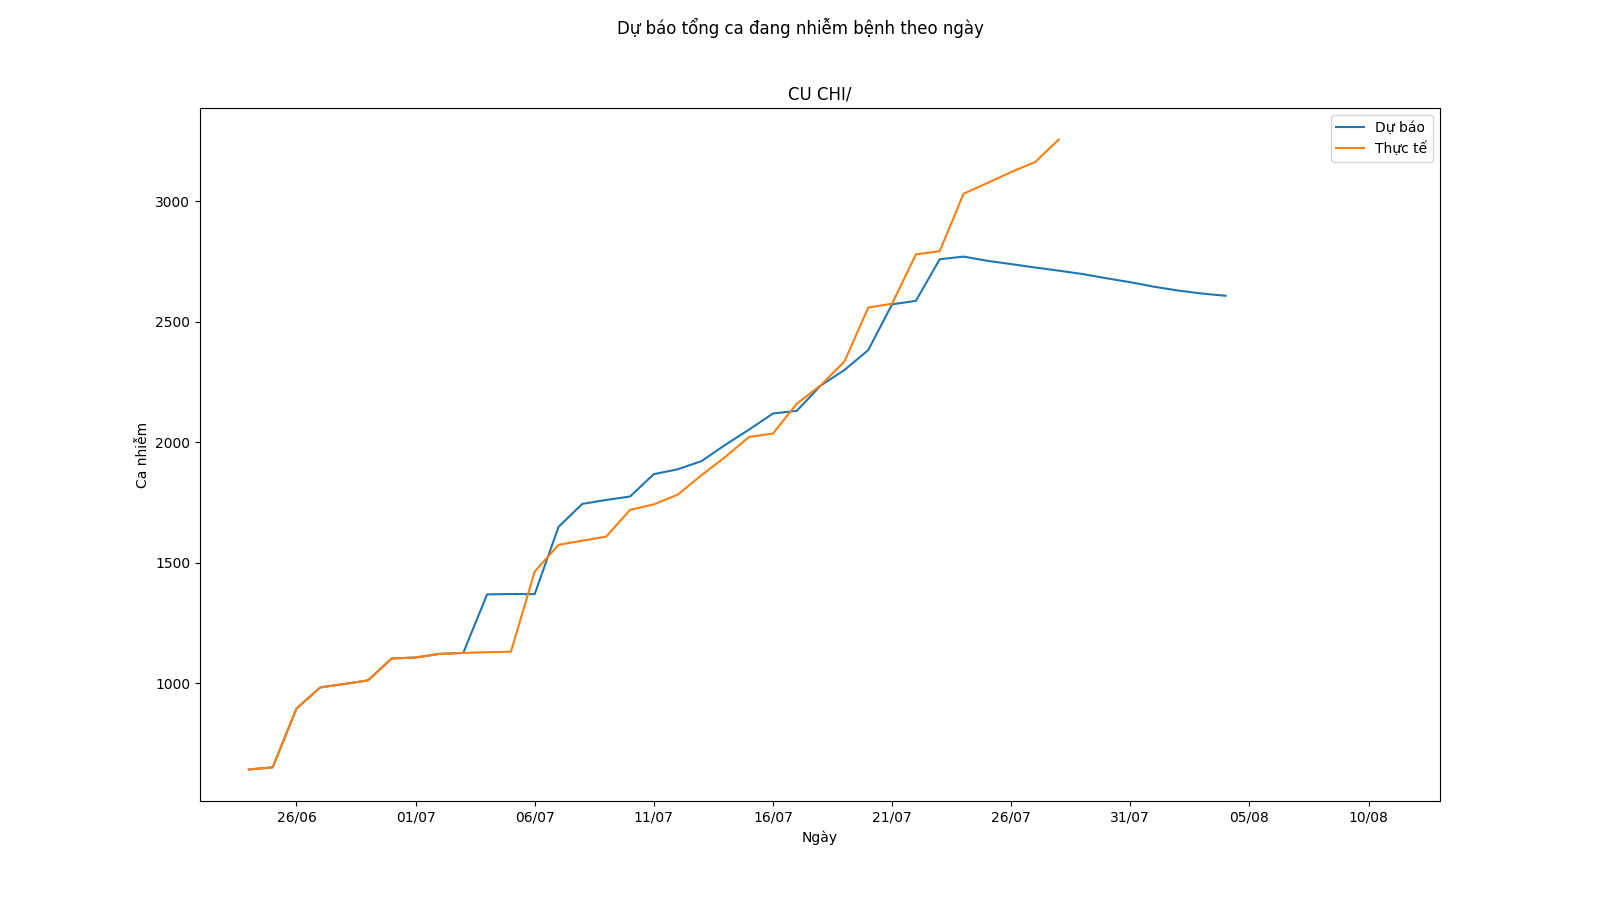 Dự báo tổng ca đang nhiễm bệnh theo ngày
CU CHI/
Dự báo
Thực tế
3000
2500
2000
1500
1000
Ca nhiễm
26/06 01/07 06/07 11/07 16/07 21/07 26/07 31/07 05/08 10/08
Ngày